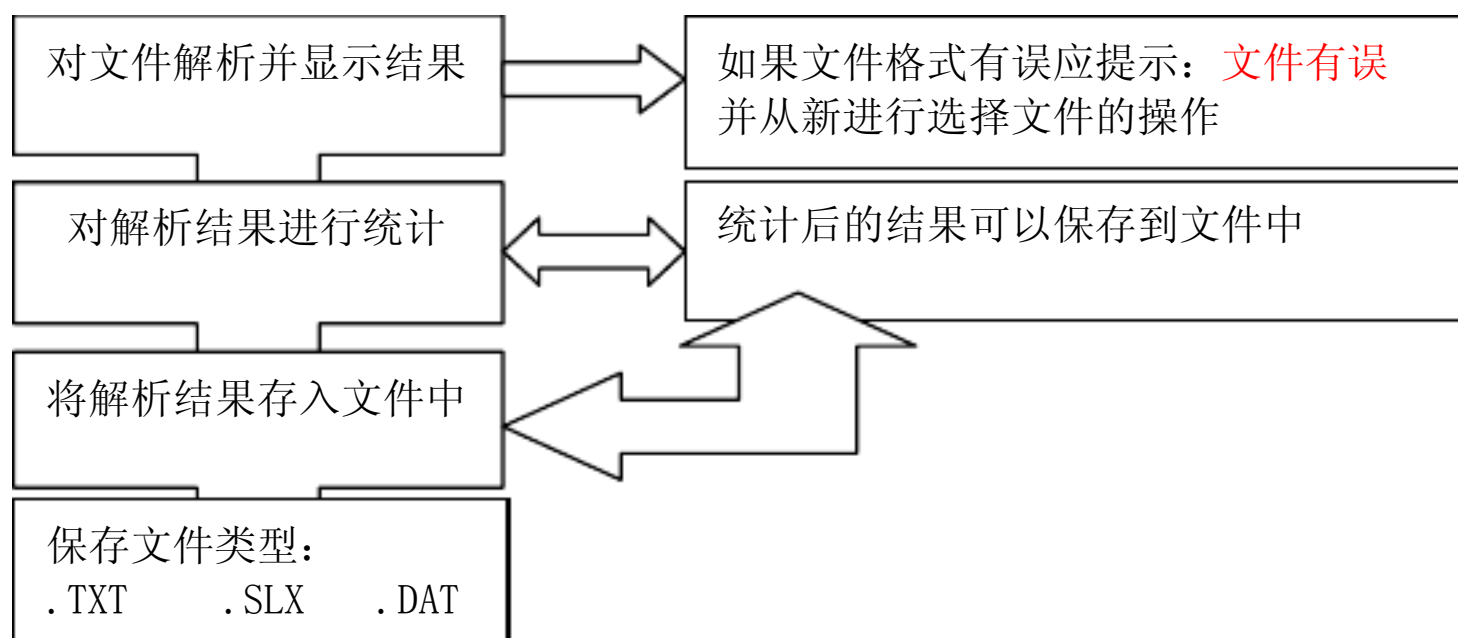 对文件解析并显示结果
如果文件格式有误应提示：文件有误
并从新进行选择文件的操作
对解析结果进行统计
统计后的结果可以保存到文件中
将解析结果存入文件中
保存文件类型：
.TXT .SLX .DAT